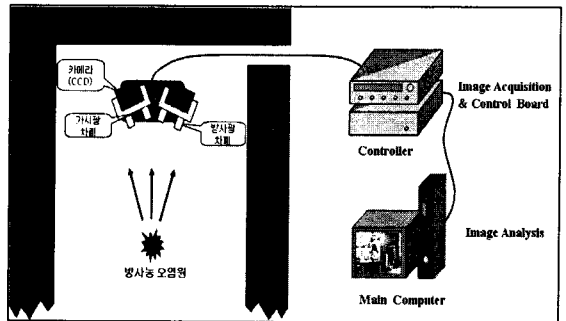 카메라
(CCD)
가시광
차폐
방사광
차폐
방사능 오염원
Image Acquisition
& Control Board
Controller
Image Analysis
Main Computer